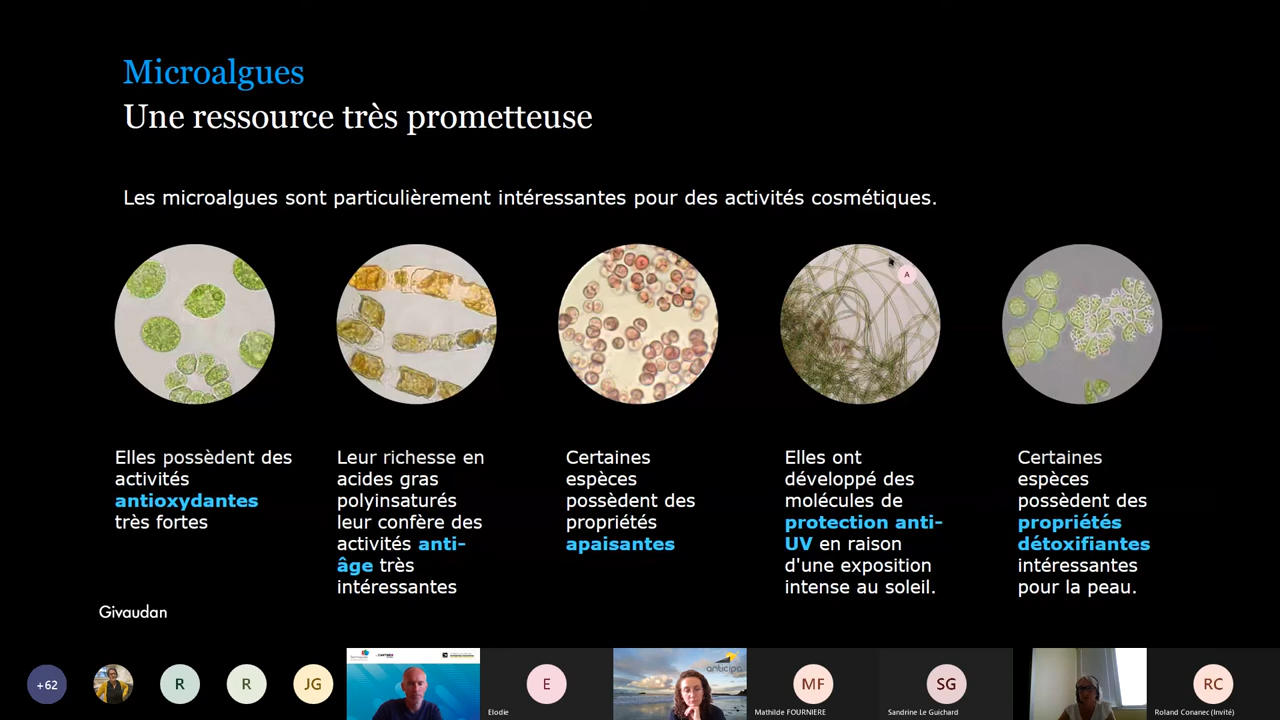 Microalgues
Une ressource très prometteuse
Les microalgues sont particulièrement intéressantes pour des activités cosmétiques.
A
Elles possèdent des
activités
antioxydantes
très fortes
Leur richesse en
acides gras
polyinsaturés
leur confère des
activités anti-
âge très
intéressantes
Certaines
espèces
possèdent des
propriétés
apaisantes
Elles ont
développé des
molécules de
protection anti-
UV en raison
d'une exposition
intense au soleil.
Certaines
espèces
possèdent des
propriétés
détoxifiantes
intéressantes
pour la peau.
Givaudan
+62
R
R
JG
E
Elodie
anticipa
MF
Mathilde FOURNIERE
SG
Sandrine Le Guichard
RC
Roland Conanec (Invité)